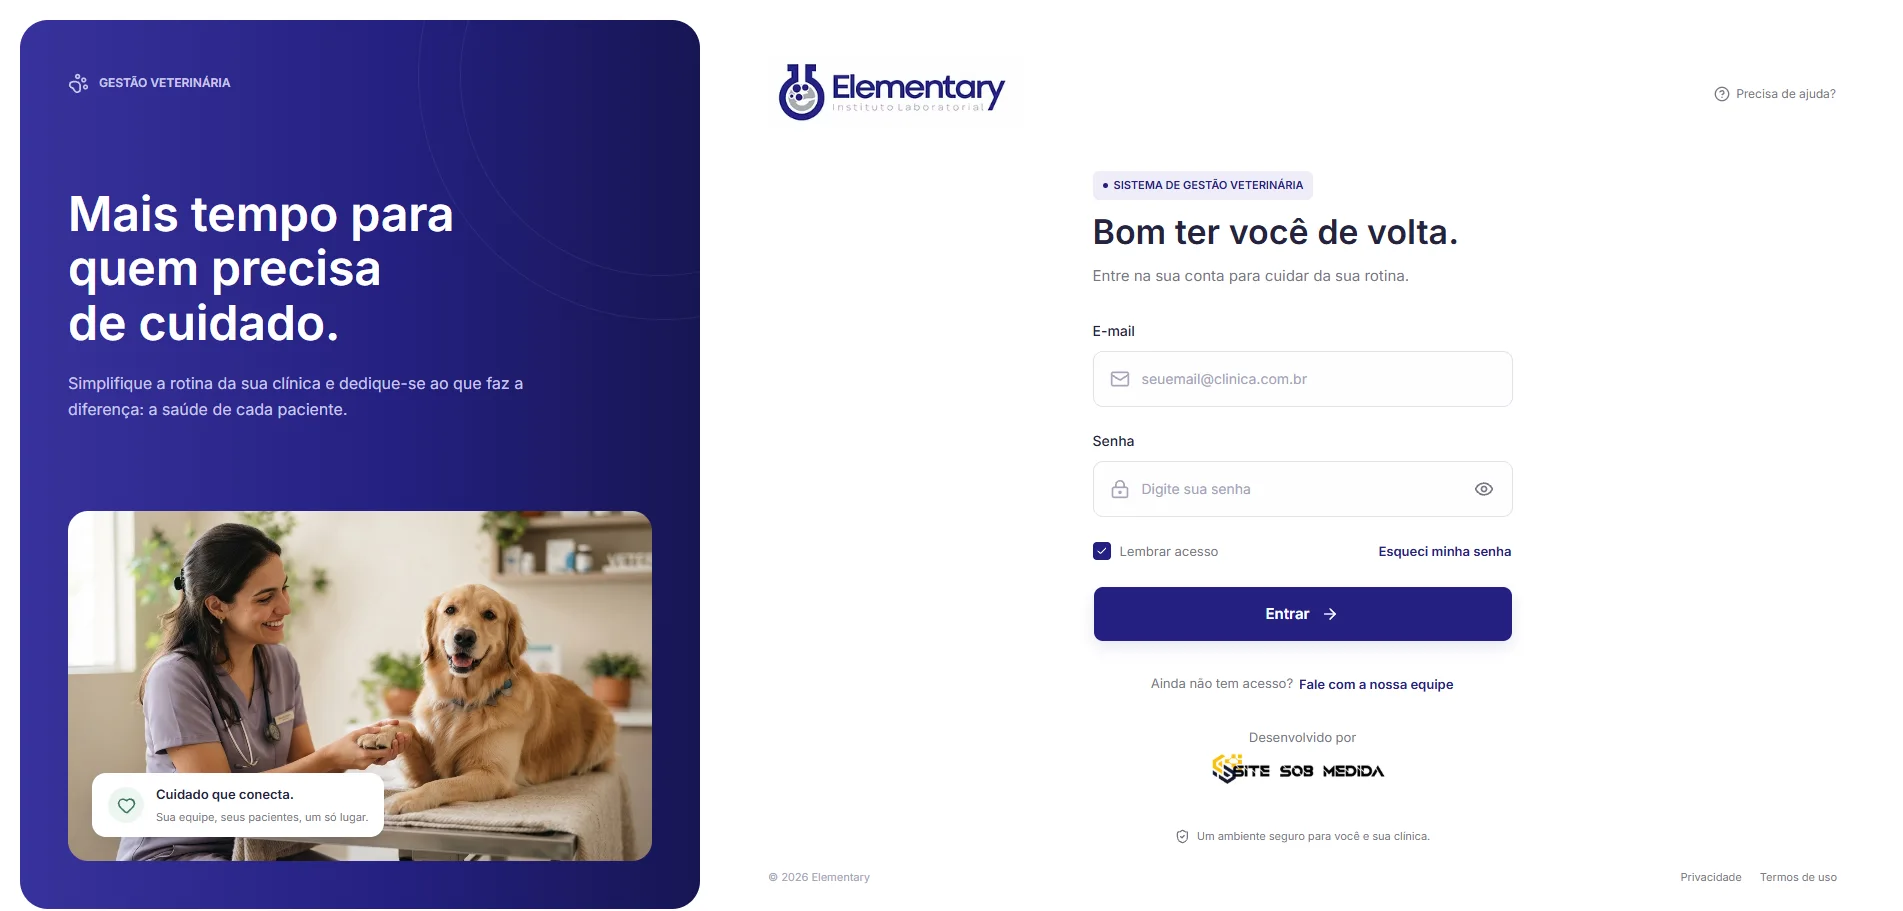 GESTÃO VETERINÁRIA
Mais tempo para
quem precisa
de cuidado.
Simplifique a rotina da sua clínica e dedique-se ao que faz a
diferença: a saúde de cada paciente.
Cuidado que conecta.
Sua equipe, seus pacientes, um só lugar.
Elementary
Instituto Laboratorial
Precisa de ajuda?
SISTEMA DE GESTÃO VETERINÁRIA
Bom ter você de volta.
Entre na sua conta para cuidar da sua rotina.
E-mail
seuemail@clinica.com.br
Senha
Digite sua senha
Lembrar acesso
Esqueci minha senha
Entrar
Ainda não tem acesso? Fale com a nossa equipe
Desenvolvido por
SITE SOB MEDIDA
Um ambiente seguro para você e sua clínica.
© 2026 Elementary
Privacidade
Termos de uso